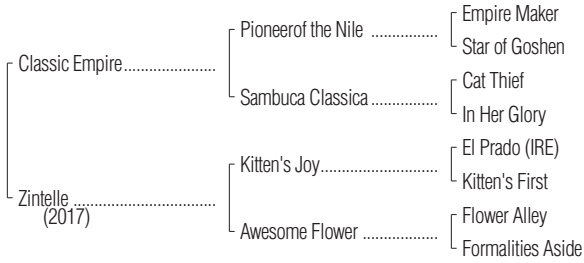 Empire Maker
Pioneerof the Nile ................
Star of Goshen
Classic Empire......................
Cat Thief
Sambuca Classica................
In Her Glory
El Prado (IRE)
Kitten's Joy............................
Kitten's First
Zintelle ..................................
(2017)
Flower Alley
Awesome Flower ..................
Formalities Aside